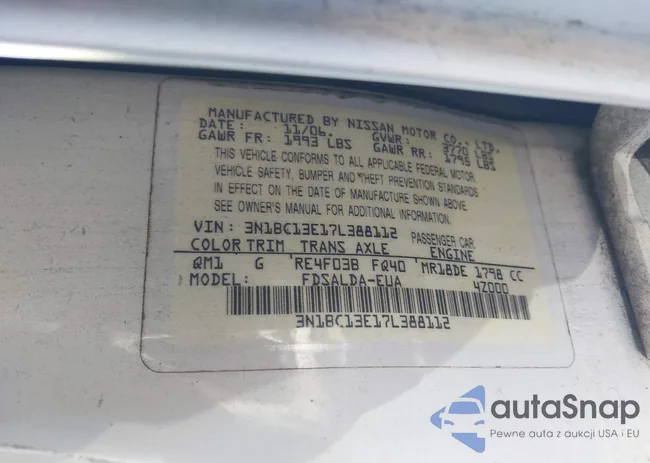 MANUFACTURED BY NISSAN MOTOR CO., LTD.
DATE: 11/06. GVWR: 3770 LBS
GAWR FR: 1993 LBS GAWR RR: 1795 LBS
THIS VEHICLE CONFORMS TO ALL APPLICABLE FEDERAL MOTOR
VEHICLE SAFETY, BUMPER AND THEFT PREVENTION STANDARDS
IN EFFECT ON THE DATE OF MANUFACTURE SHOWN ABOVE.
SEE OWNER'S MANUAL FOR ADDITIONAL INFORMATION.
VIN: 3N1BC13E17L388112 PASSENGER CAR
COLOR TRIM TRANS AXLE ENGINE
QM1 G RE4F03B FQ40 MR18DE 1798 CC
MODEL: FDSALDA-EUA 42000
3N1BC13E17L388112
autoSnap
Pewne auta z aukcji USA i EU